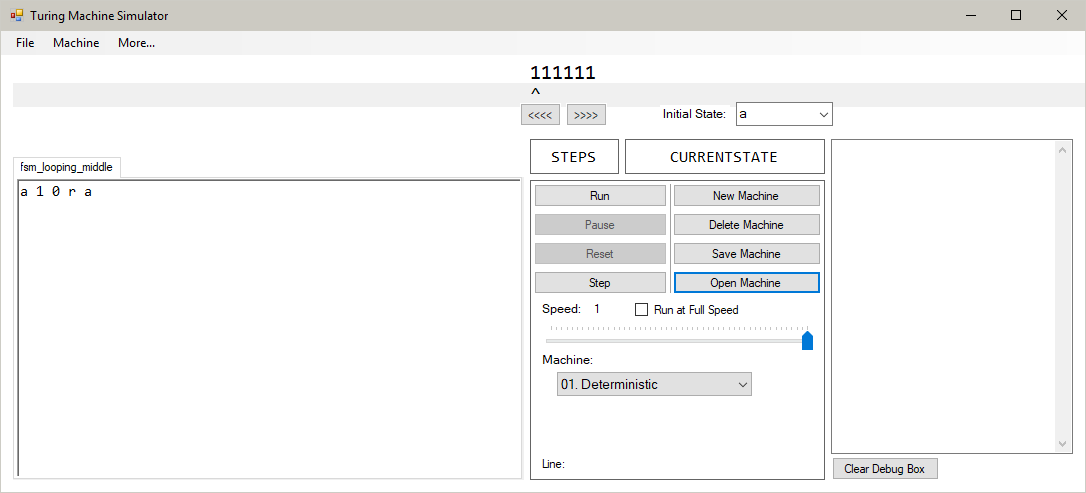 Turing Machine Simulator
File Machine More...
111111
^
<<<< >>>> Initial State: a
fsm_looping_middle
a 1 0 r a
STEPS CURRENTSTATE
Run New Machine
Pause Delete Machine
Reset Save Machine
Step Open Machine
Speed: 1 Run at Full Speed
Machine:
01. Deterministic
Line:
Clear Debug Box